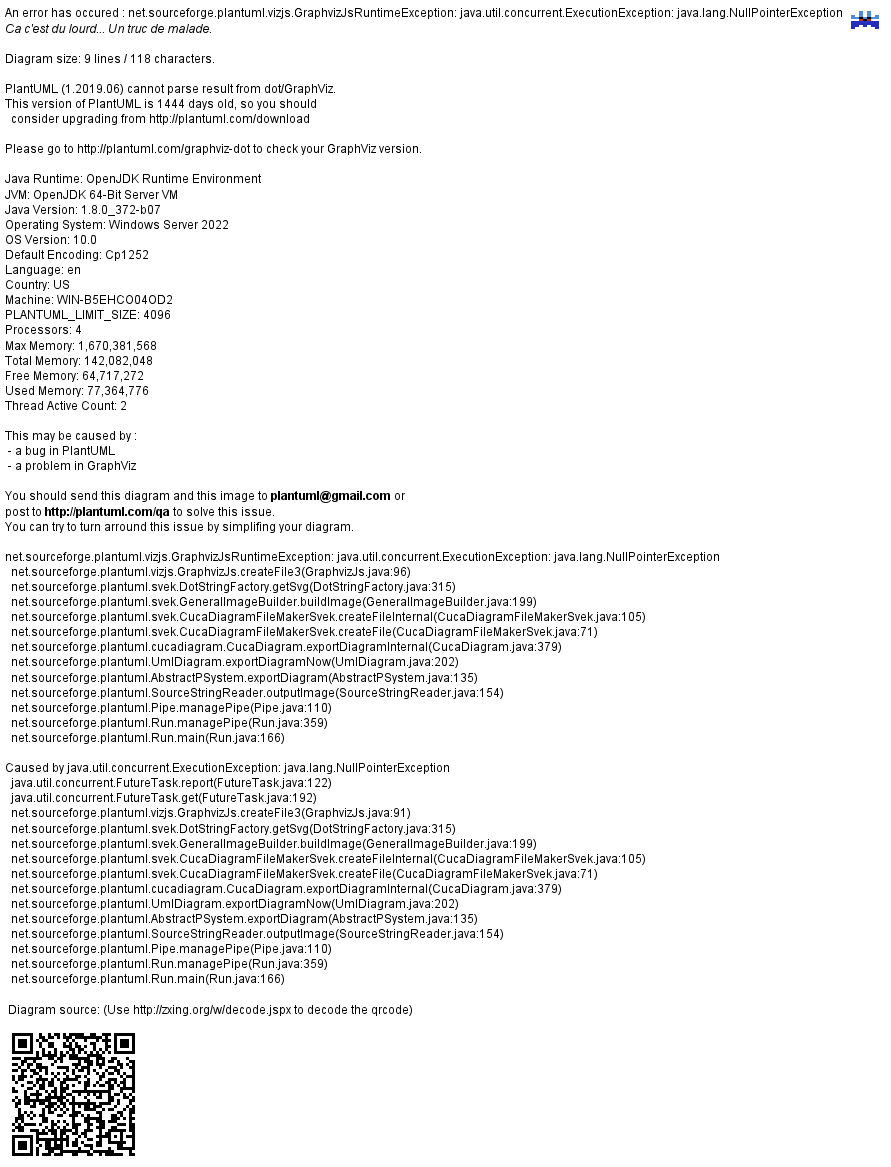 An error has occured : net.sourceforge.plantuml.vizjs.GraphvizJsRuntimeException: java.util.concurrent.ExecutionException: java.lang.NullPointerException
Ca c'est du lourd... Un truc de malade.
Diagram size: 9 lines / 118 characters.
PlantUML (1.2019.06) cannot parse result from dot/GraphViz.
This version of PlantUML is 1444 days old, so you should
consider upgrading from http://plantuml.com/download
Please go to http://plantuml.com/graphviz-dot to check your GraphViz version.
Java Runtime: OpenJDK Runtime Environment
JVM: OpenJDK 64-Bit Server VM
Java Version: 1.8.0_372-b07
Operating System: Windows Server 2022
OS Version: 10.0
Default Encoding: Cp1252
Language: en
Country: US
Machine: WIN-B5EHCO04OD2
PLANTUML_LIMIT_SIZE: 4096
Processors: 4
Max Memory: 1,670,381,568
Total Memory: 142,082,048
Free Memory: 64,717,272
Used Memory: 77,364,776
Thread Active Count: 2
This may be caused by :
- a bug in PlantUML
- a problem in GraphViz
You should send this diagram and this image to plantuml@gmail.com or
post to http://plantuml.com/qa to solve this issue.
You can try to turn arround this issue by simplifing your diagram.
net.sourceforge.plantuml.vizjs.GraphvizJsRuntimeException: java.util.concurrent.ExecutionException: java.lang.NullPointerException
net.sourceforge.plantuml.vizjs.GraphvizJs.createFile3(GraphvizJs.java:96)
net.sourceforge.plantuml.svek.DotStringFactory.getSvg(DotStringFactory.java:315)
net.sourceforge.plantuml.svek.GeneralImageBuilder.buildImage(GeneralImageBuilder.java:199)
net.sourceforge.plantuml.svek.CucaDiagramFileMakerSvek.createFileInternal(CucaDiagramFileMakerSvek.java:105)
net.sourceforge.plantuml.svek.CucaDiagramFileMakerSvek.createFile(CucaDiagramFileMakerSvek.java:71)
net.sourceforge.plantuml.cucadiagram.CucaDiagram.exportDiagramInternal(CucaDiagram.java:379)
net.sourceforge.plantuml.UmlDiagram.exportDiagramNow(UmlDiagram.java:202)
net.sourceforge.plantuml.AbstractPSystem.exportDiagram(AbstractPSystem.java:135)
net.sourceforge.plantuml.SourceStringReader.outputImage(SourceStringReader.java:154)
net.sourceforge.plantuml.Pipe.managePipe(Pipe.java:110)
net.sourceforge.plantuml.Run.managePipe(Run.java:359)
net.sourceforge.plantuml.Run.main(Run.java:166)
Caused by java.util.concurrent.ExecutionException: java.lang.NullPointerException
java.util.concurrent.FutureTask.report(FutureTask.java:122)
java.util.concurrent.FutureTask.get(FutureTask.java:192)
net.sourceforge.plantuml.vizjs.GraphvizJs.createFile3(GraphvizJs.java:91)
net.sourceforge.plantuml.svek.DotStringFactory.getSvg(DotStringFactory.java:315)
net.sourceforge.plantuml.svek.GeneralImageBuilder.buildImage(GeneralImageBuilder.java:199)
net.sourceforge.plantuml.svek.CucaDiagramFileMakerSvek.createFileInternal(CucaDiagramFileMakerSvek.java:105)
net.sourceforge.plantuml.svek.CucaDiagramFileMakerSvek.createFile(CucaDiagramFileMakerSvek.java:71)
net.sourceforge.plantuml.cucadiagram.CucaDiagram.exportDiagramInternal(CucaDiagram.java:379)
net.sourceforge.plantuml.UmlDiagram.exportDiagramNow(UmlDiagram.java:202)
net.sourceforge.plantuml.AbstractPSystem.exportDiagram(AbstractPSystem.java:135)
net.sourceforge.plantuml.SourceStringReader.outputImage(SourceStringReader.java:154)
net.sourceforge.plantuml.Pipe.managePipe(Pipe.java:110)
net.sourceforge.plantuml.Run.managePipe(Run.java:359)
net.sourceforge.plantuml.Run.main(Run.java:166)
Diagram source: (Use http://zxing.org/w/decode.jspx to decode the qrcode)